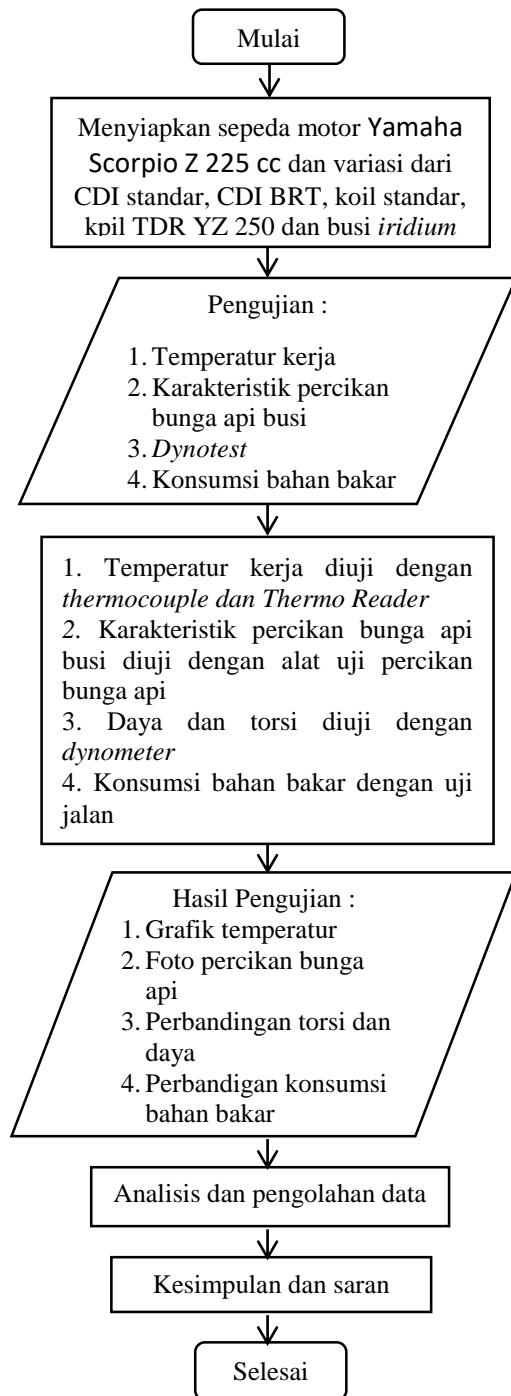 Mulai
Menyiapkan sepeda motor Yamaha
Scorpio Z 225 cc dan variasi dari
CDI standar, CDI BRT, koil standar,
kpil TDR YZ 250 dan busi iridium
Pengujian :
1. Temperatur kerja
2. Karakteristik percikan
bunga api busi
3. Dynotest
4. Konsumsi bahan bakar
1. Temperatur kerja diuji dengan
thermocouple dan Thermo Reader
2. Karakteristik percikan bunga api
busi diuji dengan alat uji percikan
bunga api
3. Daya dan torsi diuji dengan
dynometer
4. Konsumsi bahan bakar dengan uji
jalan
Hasil Pengujian :
1. Grafik temperatur
2. Foto percikan bunga
api
3. Perbandingan torsi dan
daya
4. Perbandigan konsumsi
bahan bakar
Analisis dan pengolahan data
Kesimpulan dan saran
Selesai